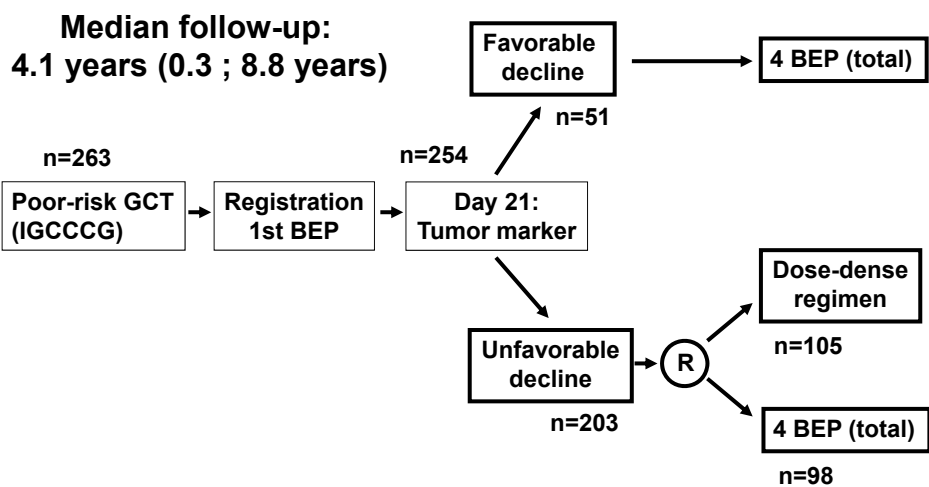 Median follow-up:
4.1 years (0.3 ; 8.8 years)
n=263
Poor-risk GCT
(IGCCCG)
Registration
1st BEP
n=254
Day 21:
Tumor marker
Favorable
decline
n=51
4 BEP (total)
Unfavorable
decline
n=203
R
Dose-dense
regimen
n=105
4 BEP (total)
n=98